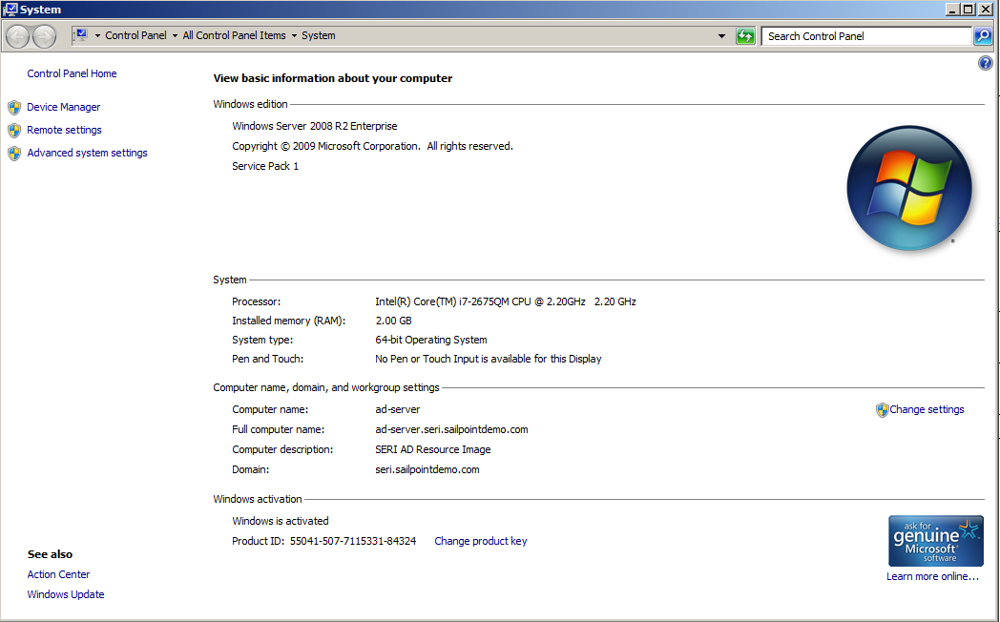 System
Control Panel All Control Panel Items System
Search Control Panel
Control Panel Home
Device Manager
Remote settings
Advanced system settings
View basic information about your computer
Windows edition
Windows Server 2008 R2 Enterprise
Copyright © 2009 Microsoft Corporation. All rights reserved.
Service Pack 1
System
Processor: Intel(R) Core(TM) i7-2675QM CPU @ 2.20GHz 2.20 GHz
Installed memory (RAM): 2.00 GB
System type: 64-bit Operating System
Pen and Touch: No Pen or Touch Input is available for this Display
Computer name, domain, and workgroup settings
Computer name: ad-server
Change settings
Full computer name: ad-server.seri.sailpointdemo.com
Computer description: SERI AD Resource Image
Domain: seri.sailpointdemo.com
Windows activation
Windows is activated
Product ID: 55041-507-7115331-84324 Change product key
ask for
genuine
Microsoft
software
Learn more online...
See also
Action Center
Windows Update